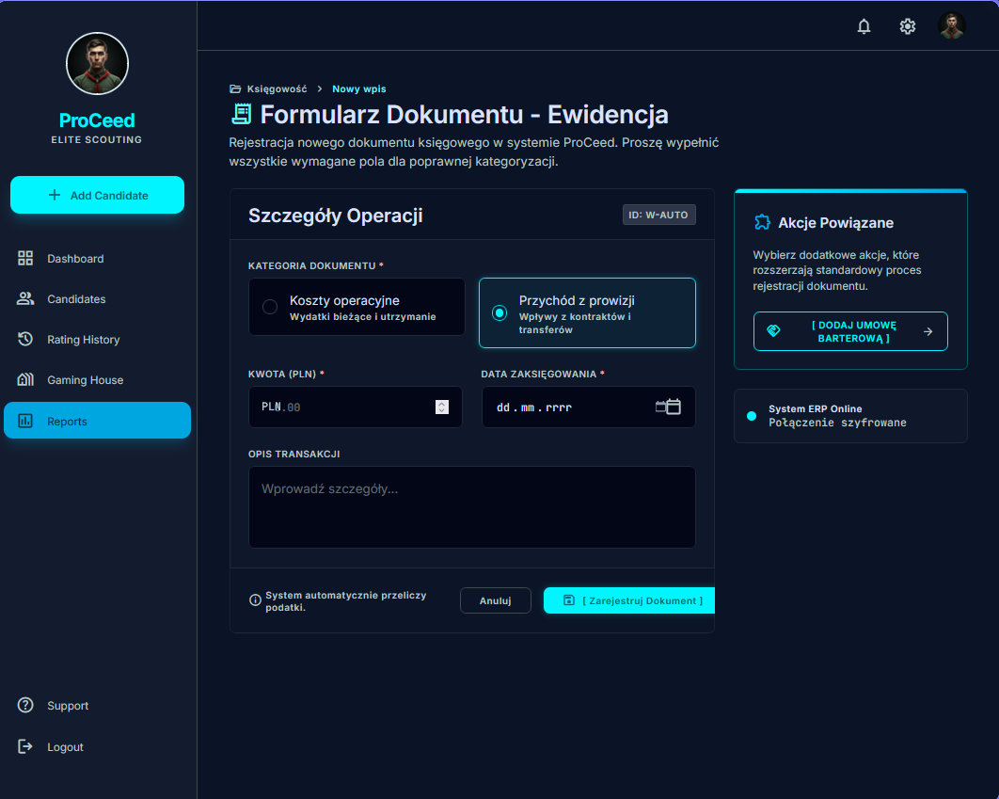 ProCeed
ELITE SCOUTING
Add Candidate
Dashboard
Candidates
Rating History
Gaming House
Reports
Support
Logout
Księgowość > Nowy wpis
Formularz Dokumentu - Ewidencja
Rejestracja nowego dokumentu księgowego w systemie ProCeed. Proszę wypełnić
wszystkie wymagane pola dla poprawnej kategoryzacji.
Szczegóły Operacji
ID: W-AUTO
KATEGORIA DOKUMENTU *
Koszty operacyjne
Wydatki bieżące i utrzymanie
Przychód z prowizji
Wpływy z kontraktów i
transferów
KWOTA (PLN) *
PLN.00
DATA ZAKSIĘGOWANIA *
dd.mm.rrrr
OPIS TRANSAKCJI
Wprowadź szczegóły...
System automatycznie przeliczy
podatki.
Anuluj
[ Zarejestruj Dokument ]
Akcje Powiązane
Wybierz dodatkowe akcje, które
rozszerzają standardowy proces
rejestracji dokumentu.
[ DODAJ UMOWĘ
BARTEROWĄ ]
System ERP Online
Połączenie szyfrowane